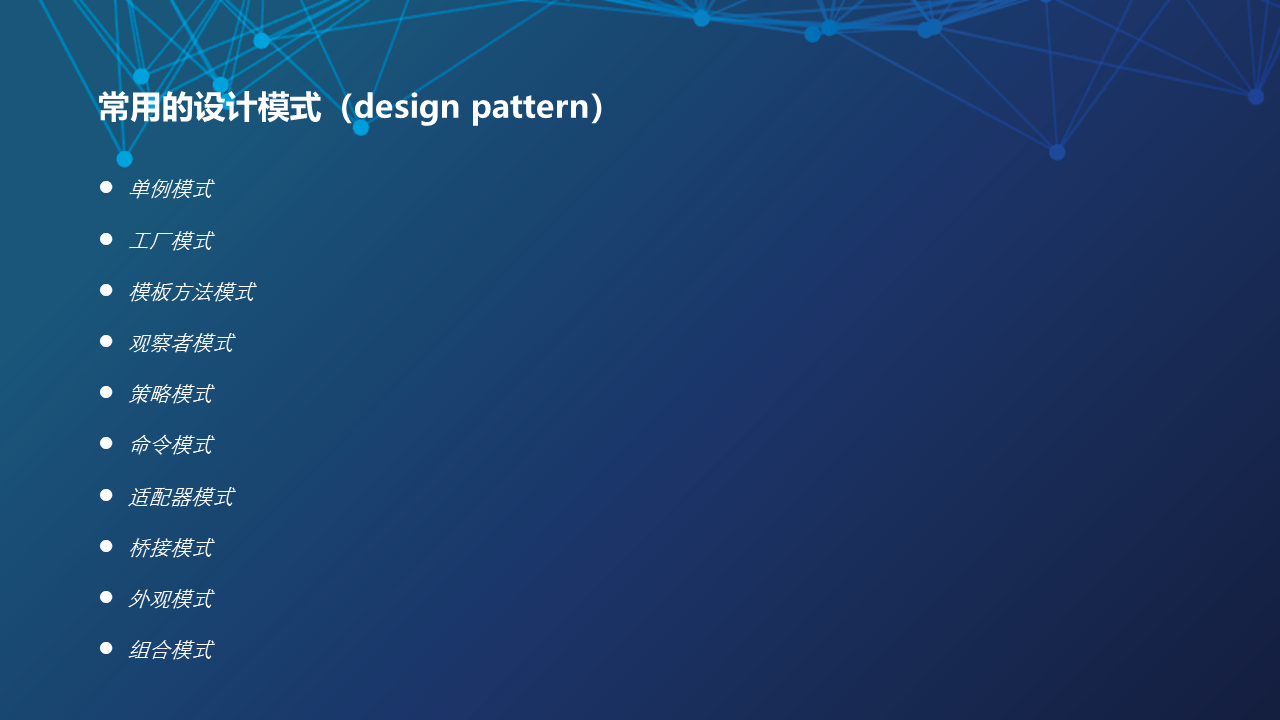 常用的设计模式（design pattern）
● 单例模式
● 工厂模式
● 模板方法模式
● 观察者模式
● 策略模式
● 命令模式
● 适配器模式
● 桥接模式
● 外观模式
● 组合模式